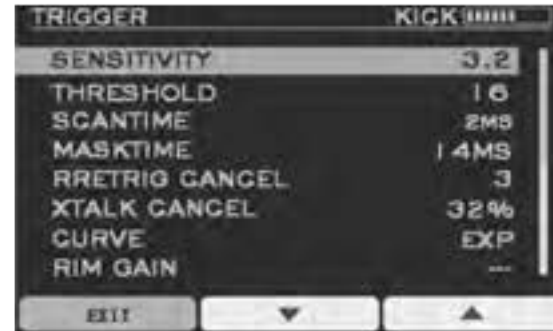 TRIGGER KICK
SENSITIVITY 3.2
THRESHOLD 16
SCANTIME 2MS
MASKTIME 14MS
RRETRIG CANCEL 3
XTALK CANCEL 32%
CURVE EXP
RIM GAIN ---
EXIT ▼ ▲